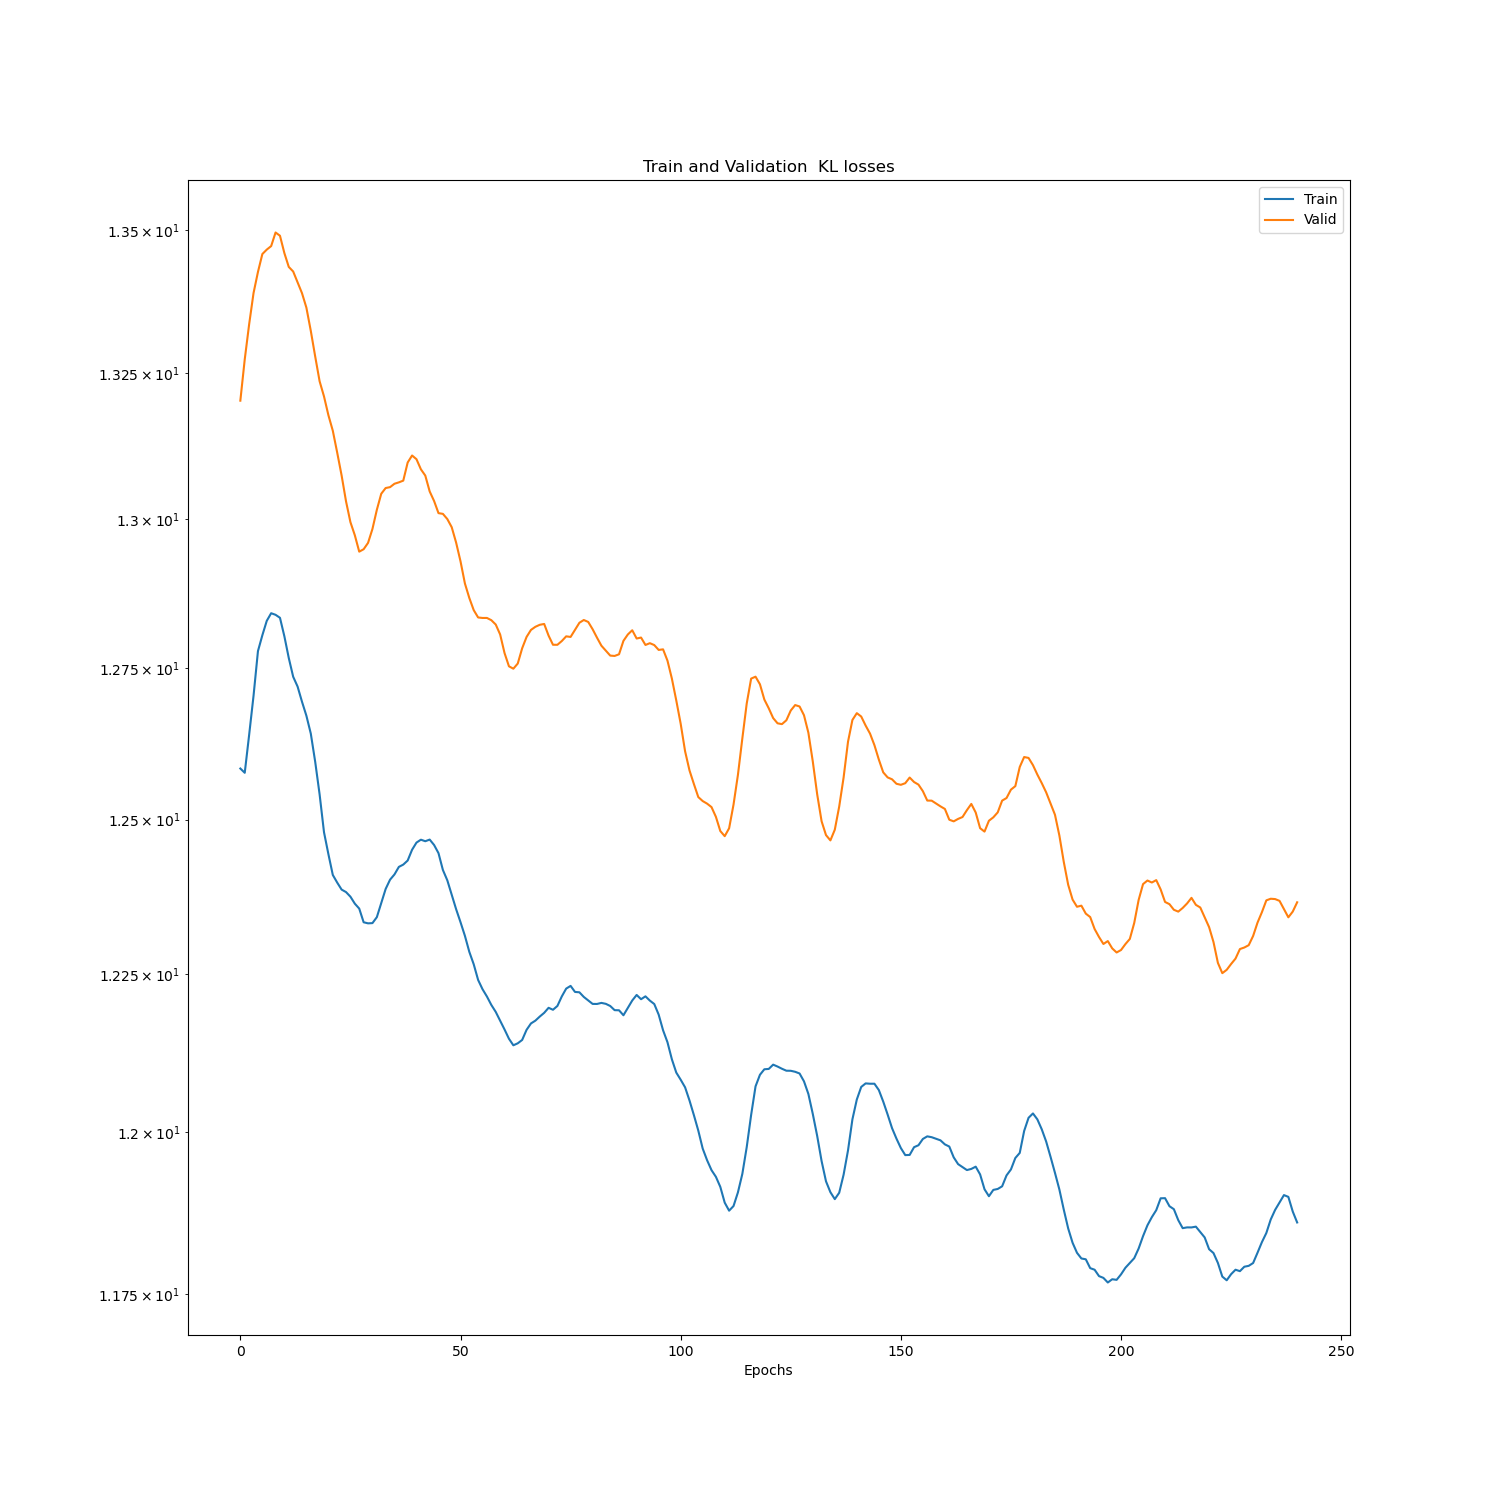 Train and Validation  KL losses
Train
Valid
1.35 × 10¹
1.325 × 10¹
1.3 × 10¹
1.275 × 10¹
1.25 × 10¹
1.225 × 10¹
1.2 × 10¹
1.175 × 10¹
0 50 100 150 200 250
Epochs